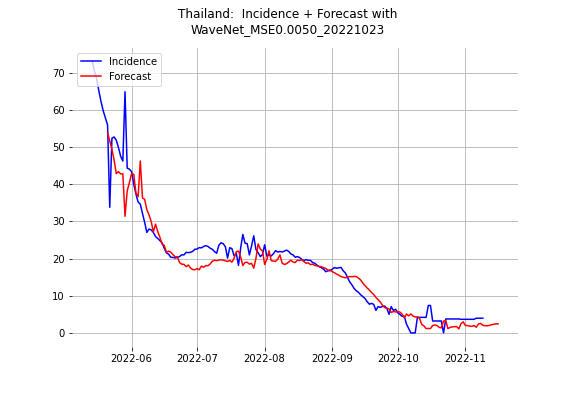 Thailand:  Incidence + Forecast with
WaveNet_MSE0.0050_20221023
Incidence
Forecast
70
60
50
40
30
20
10
0
2022-06 2022-07 2022-08 2022-09 2022-10 2022-11